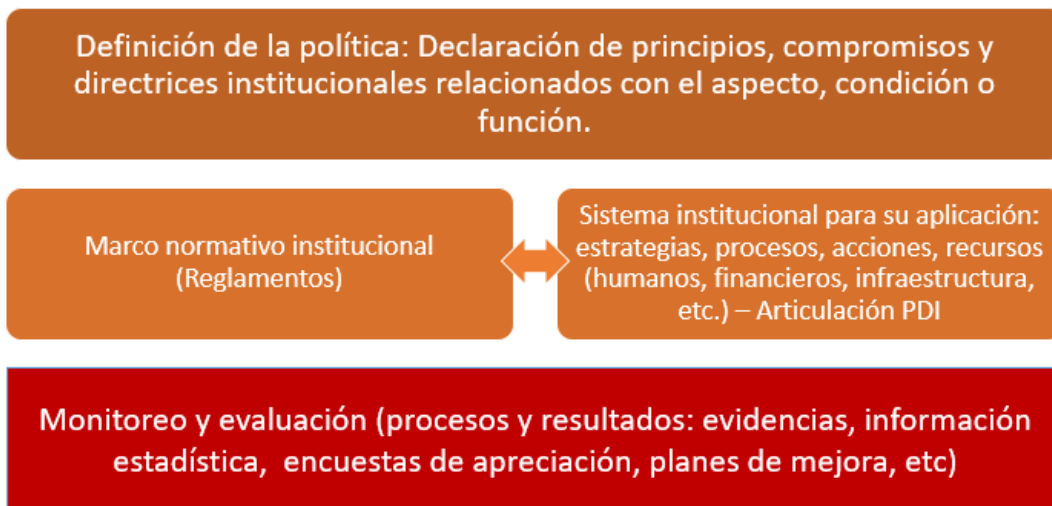 Definición de la política: Declaración de principios, compromisos y
directrices institucionales relacionados con el aspecto, condición o
función.
Marco normativo institucional
(Reglamentos)
Sistema institucional para su aplicación:
estrategias, procesos, acciones, recursos
(humanos, financieros, infraestructura,
etc.) – Articulación PDI
Monitoreo y evaluación (procesos y resultados: evidencias, información
estadística, encuestas de apreciación, planes de mejora, etc)